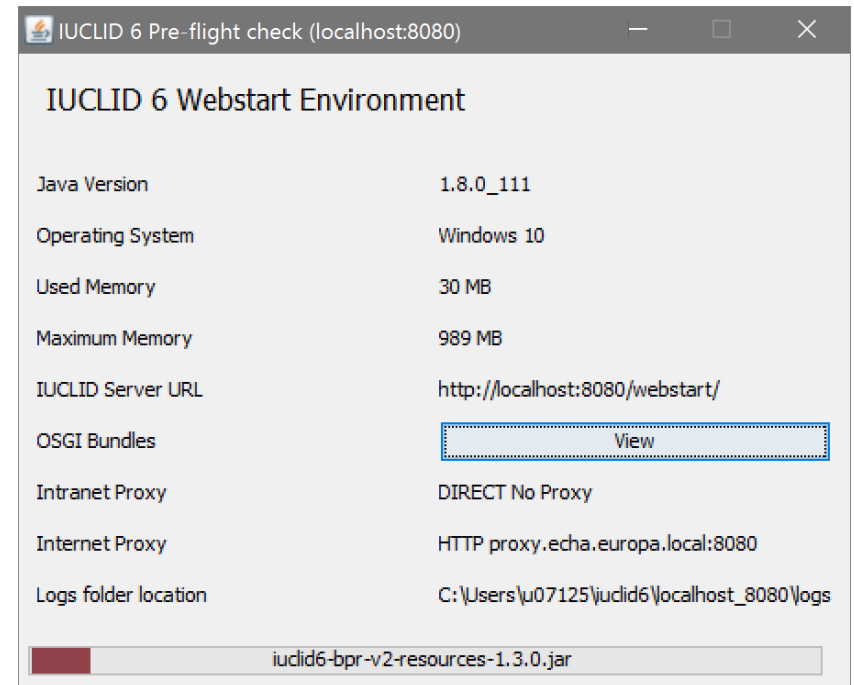 IUCLID 6 Pre-flight check (localhost:8080)
IUCLID 6 Webstart Environment
Java Version 1.8.0_111
Operating System Windows 10
Used Memory 30 MB
Maximum Memory 989 MB
IUCLID Server URL http://localhost:8080/webstart/
OSGI Bundles View
Intranet Proxy DIRECT No Proxy
Internet Proxy HTTP proxy.echa.europa.local:8080
Logs folder location C:\Users\u07125\iuclid6\localhost_8080\logs
iuclid6-bpr-v2-resources-1.3.0.jar